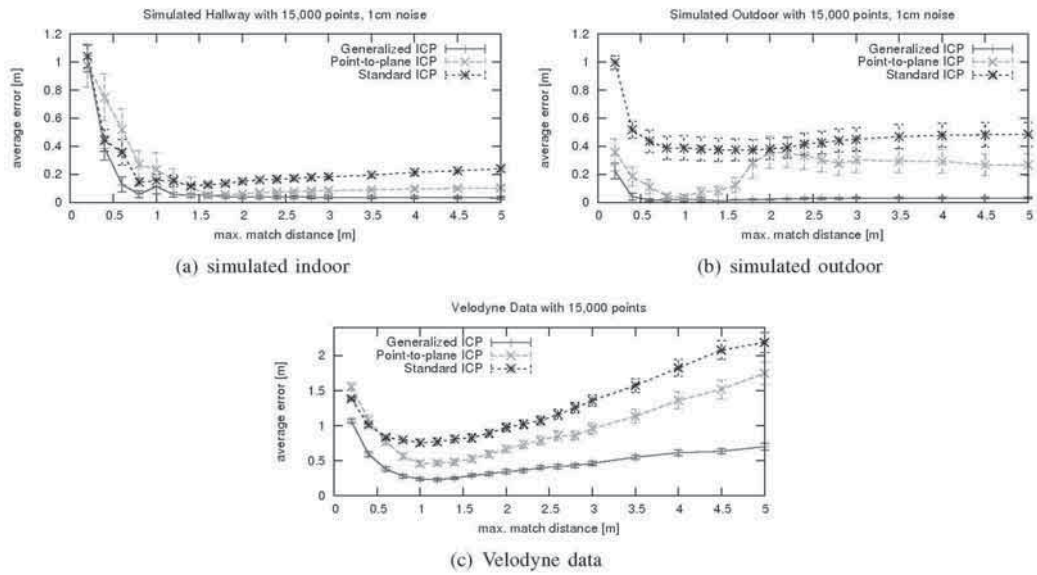 Simulated Hallway with 15,000 points, 1cm noise
average error [m]
1.2
1
0.8
0.6
0.4
0.2
0
Generalized ICP
Point-to-plane ICP
Standard ICP
0 0.5 1 1.5 2 2.5 3 3.5 4 4.5 5
max. match distance [m]
(a) simulated indoor
Simulated Outdoor with 15,000 points, 1cm noise
average error [m]
1.2
1
0.8
0.6
0.4
0.2
0
Generalized ICP
Point-to-plane ICP
Standard ICP
0 0.5 1 1.5 2 2.5 3 3.5 4 4.5 5
max. match distance [m]
(b) simulated outdoor
Velodyne Data with 15,000 points
average error [m]
2
1.5
1
0.5
0
Generalized ICP
Point-to-plane ICP
Standard ICP
0 0.5 1 1.5 2 2.5 3 3.5 4 4.5 5
max. match distance [m]
(c) Velodyne data